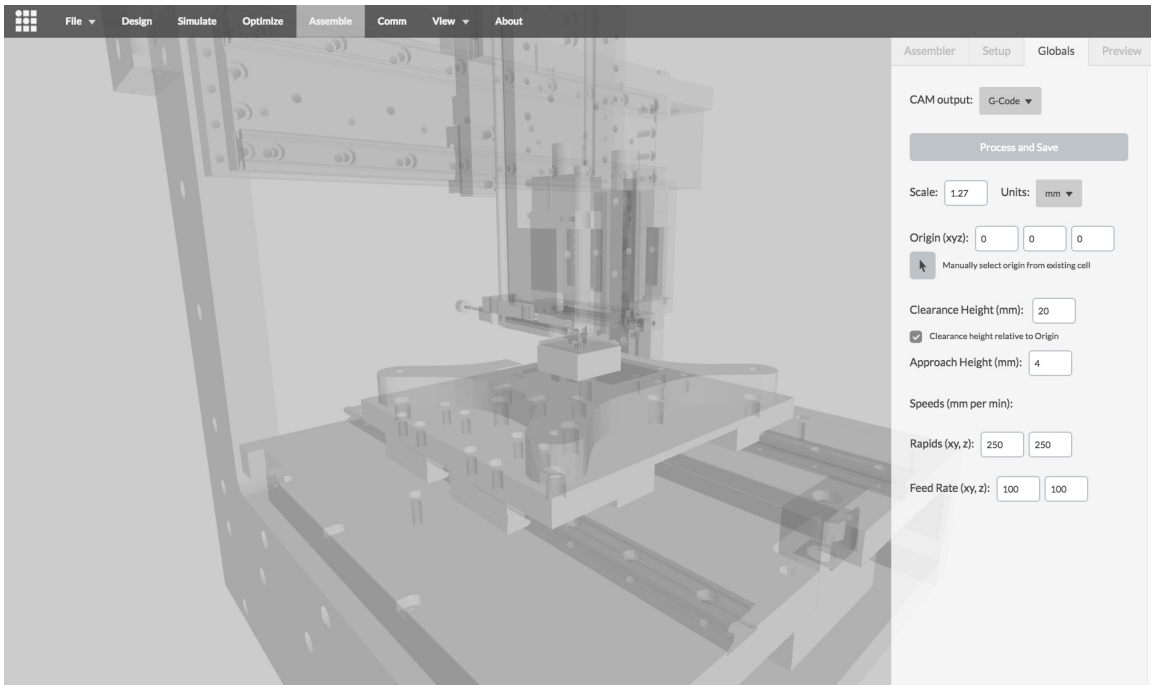 File Design Simulate Optimize Assemble Comm View About
Assembler Setup Globals Preview
CAM output: G-Code
Process and Save
Scale: 1.27 Units: mm
Origin (xyz): 0 0 0
Manually select origin from existing cell
Clearance Height (mm): 20
Clearance height relative to Origin
Approach Height (mm): 4
Speeds (mm per min):
Rapids (xy, z): 250 250
Feed Rate (xy, z): 100 100